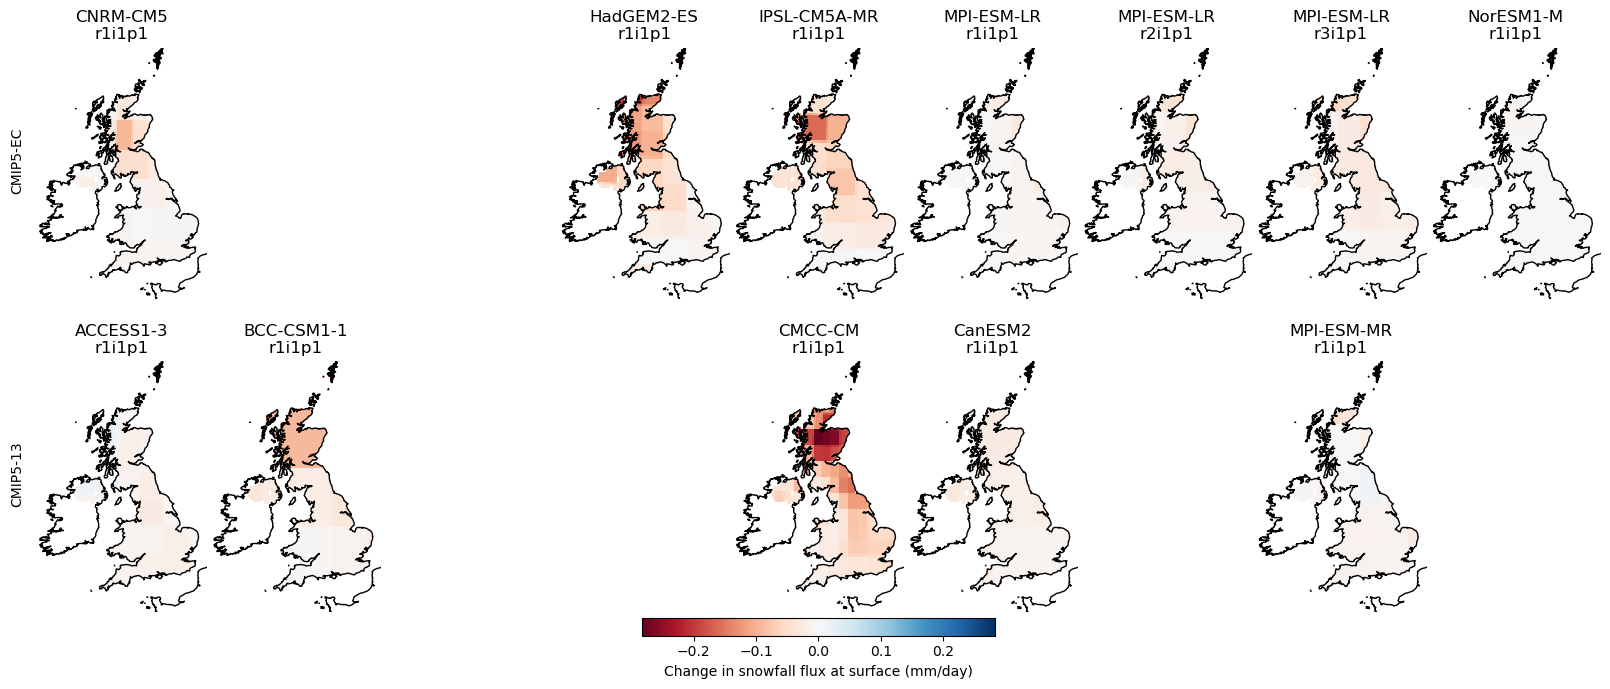 CNRM-CM5
r1i1p1
HadGEM2-ES
r1i1p1
IPSL-CM5A-MR
r1i1p1
MPI-ESM-LR
r1i1p1
MPI-ESM-LR
r2i1p1
MPI-ESM-LR
r3i1p1
NorESM1-M
r1i1p1
CMIP5-EC
ACCESS1-3
r1i1p1
BCC-CSM1-1
r1i1p1
CMCC-CM
r1i1p1
CanESM2
r1i1p1
MPI-ESM-MR
r1i1p1
CMIP5-13
−0.2 −0.1 0.0 0.1 0.2
Change in snowfall flux at surface (mm/day)